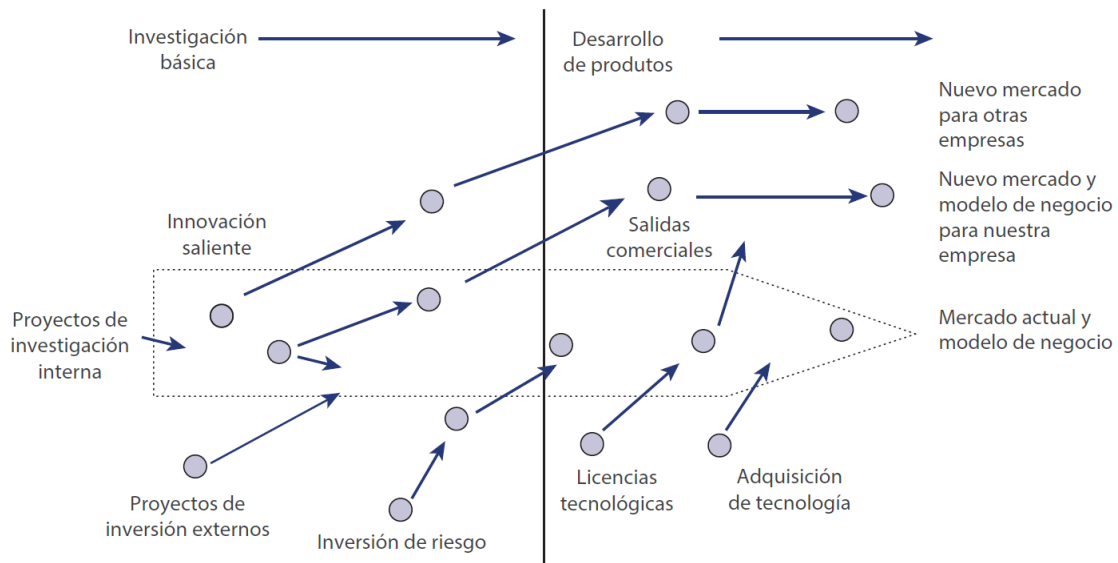 Investigación
básica
Desarrollo
de produtos
Nuevo mercado
para otras
empresas
Nuevo mercado y
modelo de negocio
para nuestra
empresa
Innovación
saliente
Salidas
comerciales
Proyectos de
investigación
interna
Mercado actual y
modelo de negocio
Proyectos de
inversión externos
Inversión de riesgo
Licencias
tecnológicas
Adquisición
de tecnología